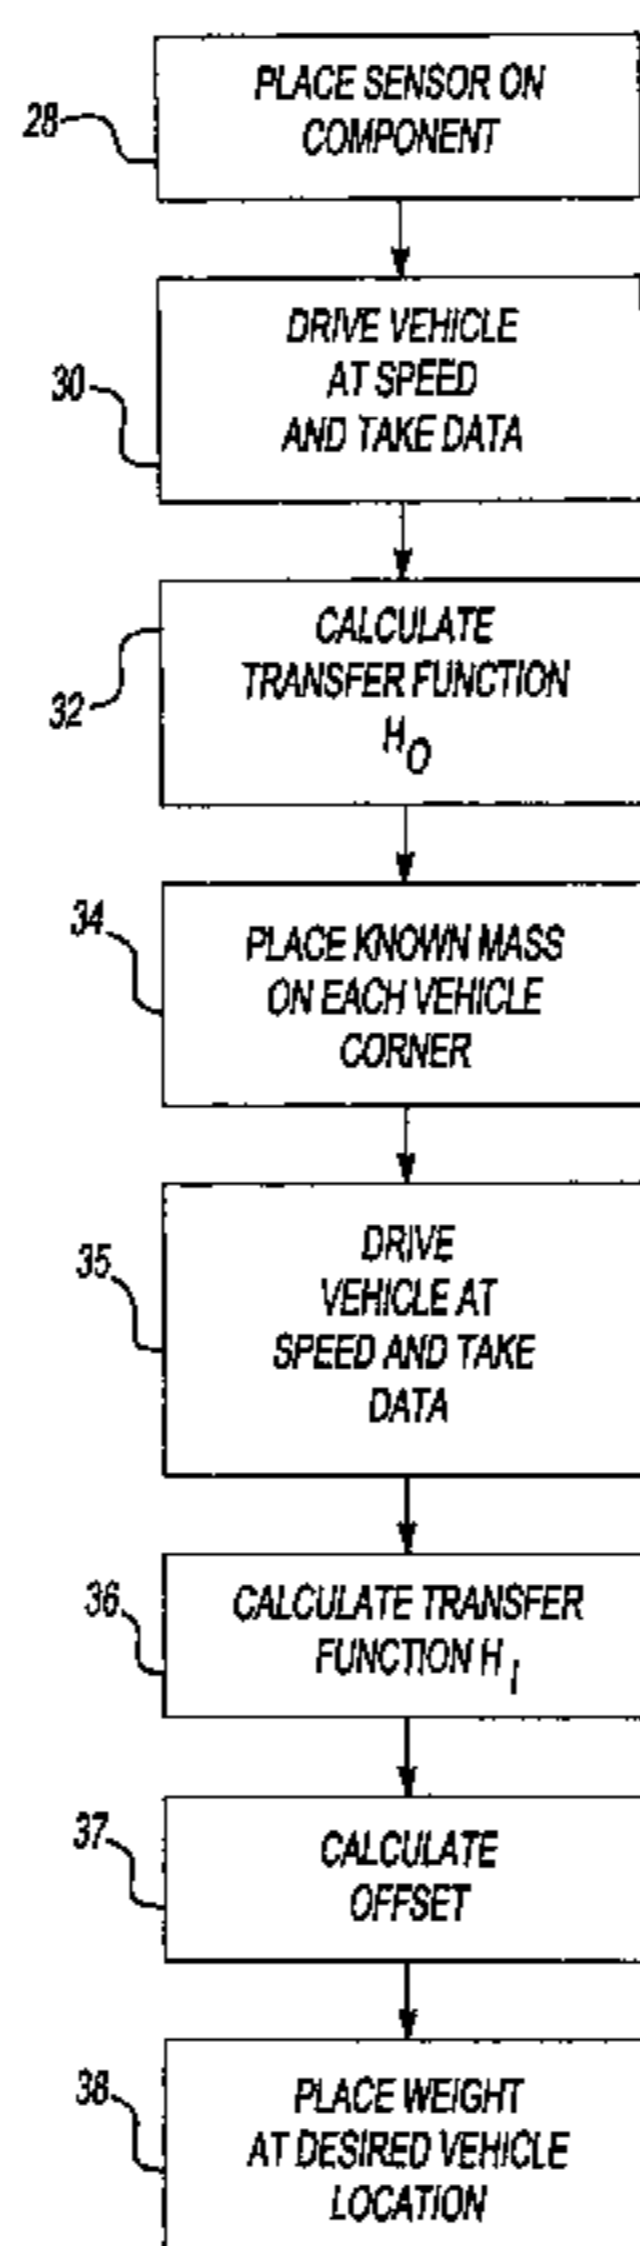 PLACE SENSOR ON
COMPONENT
28
DRIVE VEHICLE
AT SPEED
AND TAKE DATA
30
CALCULATE
TRANSFER FUNCTION
H0
32
34
PLACE KNOWN MASS
ON EACH VEHICLE
CORNER
35
DRIVE
VEHICLE AT
SPEED AND TAKE
DATA
36
CALCULATE TRANSFER
FUNCTION HI
37
CALCULATE
OFFSET
38
PLACE WEIGHT
AT DESIRED VEHICLE
LOCATION